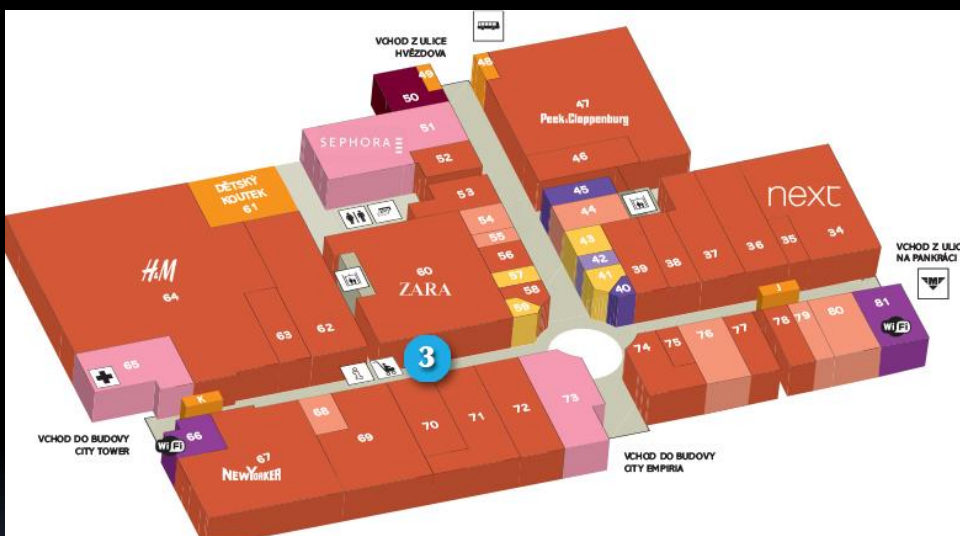 VCHOD Z ULICE
HVĚZDOVA
48
49
50
47
Peek&Cloppenburg
51
SEPHORA
52
46
45
DĚTSKÝ
KOUTEK
61
53
44
next
54
55
43
56
42
39
38
37
36
35
34
H&M
64
60
ZARA
57
41
58
40
59
VCHOD Z ULIC
NA PANKRÁCI
M
63
62
J
81
WiFi
65
3
74
75
76
77
78
79
80
K
68
70
71
72
73
66
WiFi
67
69
NEWYORKER
VCHOD DO BUDOVY
CITY TOWER
VCHOD DO BUDOVY
CITY EMPIRIA